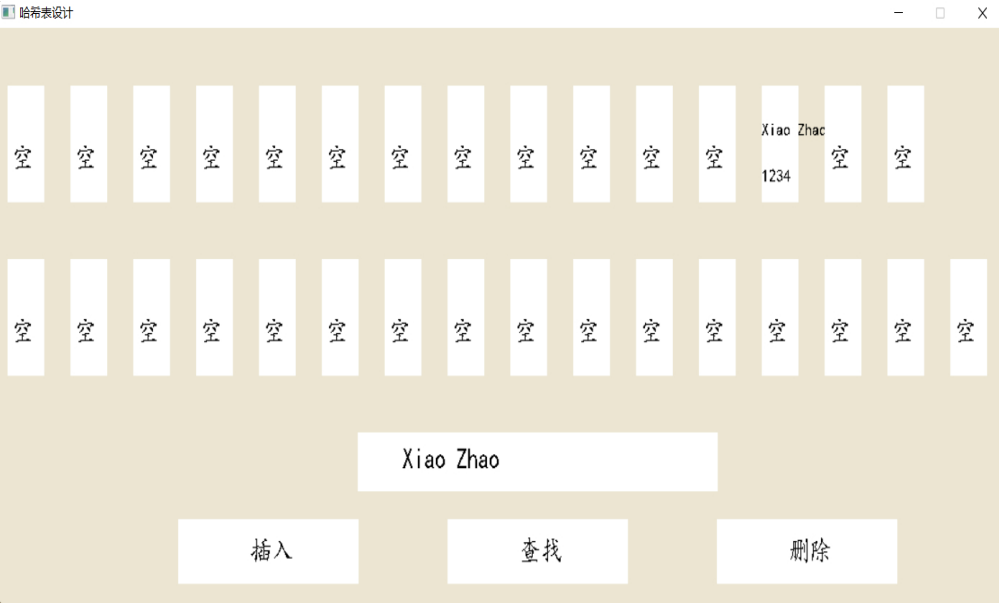 哈希表设计
空 空 空 空 空 空 空 空 空 空 空 空 Xiao Zhao 空 空
1234
空 空 空 空 空 空 空 空 空 空 空 空 空 空 空 空
Xiao Zhao
插入 查找 删除